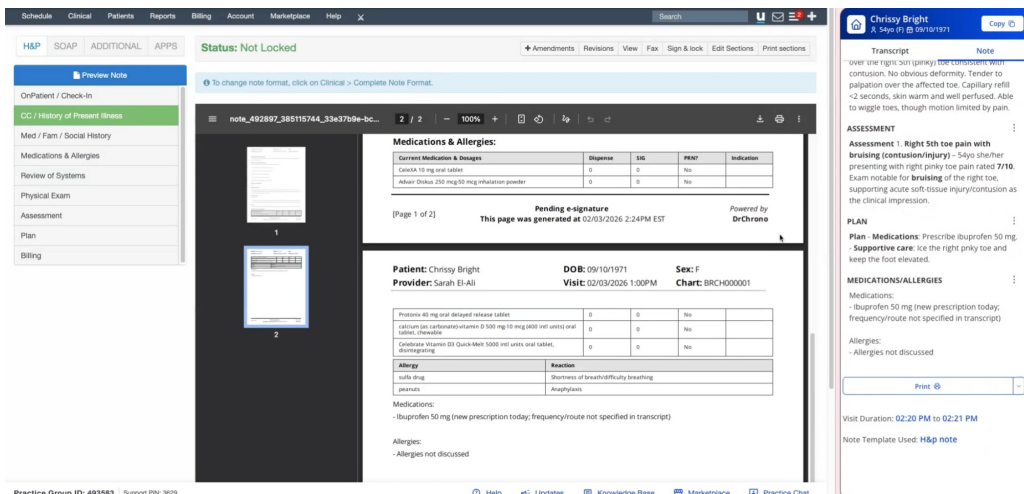 Schedule Clinical Patients Reports Billing Account Marketplace Help Search
H&P SOAP ADDITIONAL APPS
Preview Note
OnPatient / Check-In
CC / History of Present Illness
Med / Fam / Social History
Medications & Allergies
Review of Systems
Physical Exam
Assessment
Plan
Billing
Status: Not Locked
+ Amendments Revisions View Fax Sign & lock Edit Sections Print sections
To change note format, click on Clinical > Complete Note Format.
note_492897_385115744_33e37b9e-bc... 2 / 2 100%
1
2
Medications & Allergies:
Current Medication & Dosages Dispense SIG PRN? Indication
CeleXA 10 mg oral tablet 0 0 No
Advair Diskus 250 mcg-50 mcg inhalation powder 0 0 No
Pending e-signature Powered by
[Page 1 of 2] This page was generated at 02/03/2026 2:24PM EST DrChrono
Patient: Chrissy Bright DOB: 09/10/1971 Sex: F
Provider: Sarah El-Ali Visit: 02/03/2026 1:00PM Chart: BRCH000001
Protonix 40 mg oral delayed release tablet 0 0 No
calcium (as carbonate)-vitamin D 500 mg-10 mcg (400 intl units) oral
tablet, chewable 0 0 No
Celebrate Vitamin D3 Quick-Melt 5000 intl units oral tablet,
disintegrating 0 0 No
Allergy Reaction
sulfa drug Shortness of breath/difficulty breathing
peanuts Anaphylaxis
Medications:
- Ibuprofen 50 mg (new prescription today; frequency/route not specified in transcript)
Allergies:
- Allergies not discussed
Practice Group ID: 493583 Support PIN: 3629
Help Updates Knowledge Base Marketplace Practice Chat
Chrissy Bright
54yo (F) 09/10/1971
Copy
Transcript Note
over the right 5th (pinky) toe consistent with
contusion. No obvious deformity. Tender to
palpation over the affected toe. Capillary refill
<2 seconds, skin warm and well perfused. Able
to wiggle toes, though motion limited by pain.
ASSESSMENT
Assessment 1. Right 5th toe pain with
bruising (contusion/injury) – 54yo she/her
presenting with right pinky toe pain rated 7/10.
Exam notable for bruising of the right toe,
supporting acute soft-tissue injury/contusion as
the clinical impression.
PLAN
Plan - Medications: Prescribe ibuprofen 50 mg.
- Supportive care: Ice the right pnky toe and
keep the foot elevated.
MEDICATIONS/ALLERGIES
Medications:
- Ibuprofen 50 mg (new prescription today;
frequency/route not specified in transcript)
Allergies:
- Allergies not discussed
Print
Visit Duration: 02:20 PM to 02:21 PM
Note Template Used: H&p note